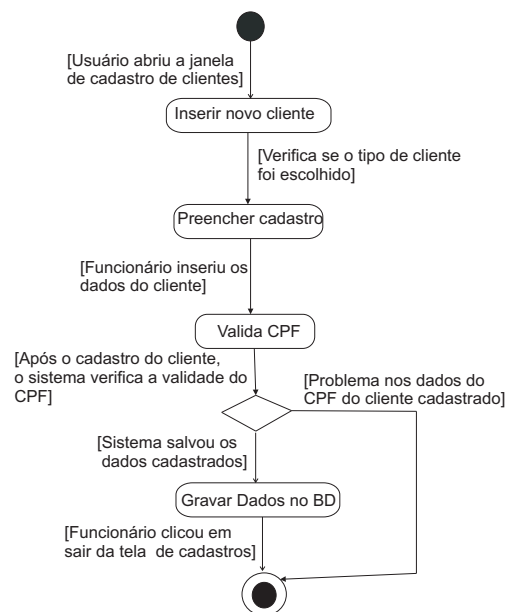 [Usuário abriu a janela
de cadastro de clientes]
Inserir novo cliente
[Verifica se o tipo de cliente
foi escolhido]
Preencher cadastro
[Funcionário inseriu os
dados do cliente]
Valida CPF
[Após o cadastro do cliente,
o sistema verifica a validade do
CPF]
[Problema nos dados do
CPF do cliente cadastrado]
[Sistema salvou os
dados cadastrados]
Gravar Dados no BD
[Funcionário clicou em
sair da tela de cadastros]